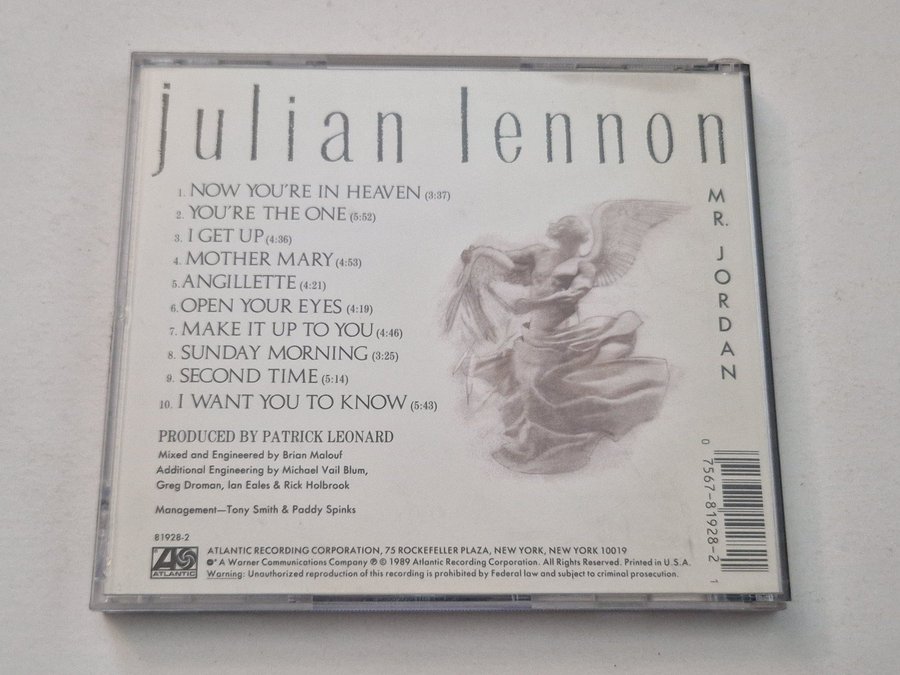 julian lennon
MR. JORDAN
1. NOW YOU'RE IN HEAVEN (3:37)
2. YOU'RE THE ONE (5:52)
3. I GET UP (4:36)
4. MOTHER MARY (4:53)
5. ANGILLETTE (4:21)
6. OPEN YOUR EYES (4:19)
7. MAKE IT UP TO YOU (4:46)
8. SUNDAY MORNING (3:25)
9. SECOND TIME (5:14)
10. I WANT YOU TO KNOW (5:43)
PRODUCED BY PATRICK LEONARD
Mixed and Engineered by Brian Malouf
Additional Engineering by Michael Vail Blum,
Greg Droman, Ian Eales & Rick Holbrook
Management—Tony Smith & Paddy Spinks
0 7567-81928-2 1
81928-2
ATLANTIC
ATLANTIC RECORDING CORPORATION, 75 ROCKEFELLER PLAZA, NEW YORK, NEW YORK 10019
* A Warner Communications Company ℗ © 1989 Atlantic Recording Corporation. All Rights Reserved. Printed in U.S.A.
Warning: Unauthorized reproduction of this recording is prohibited by Federal law and subject to criminal prosecution.